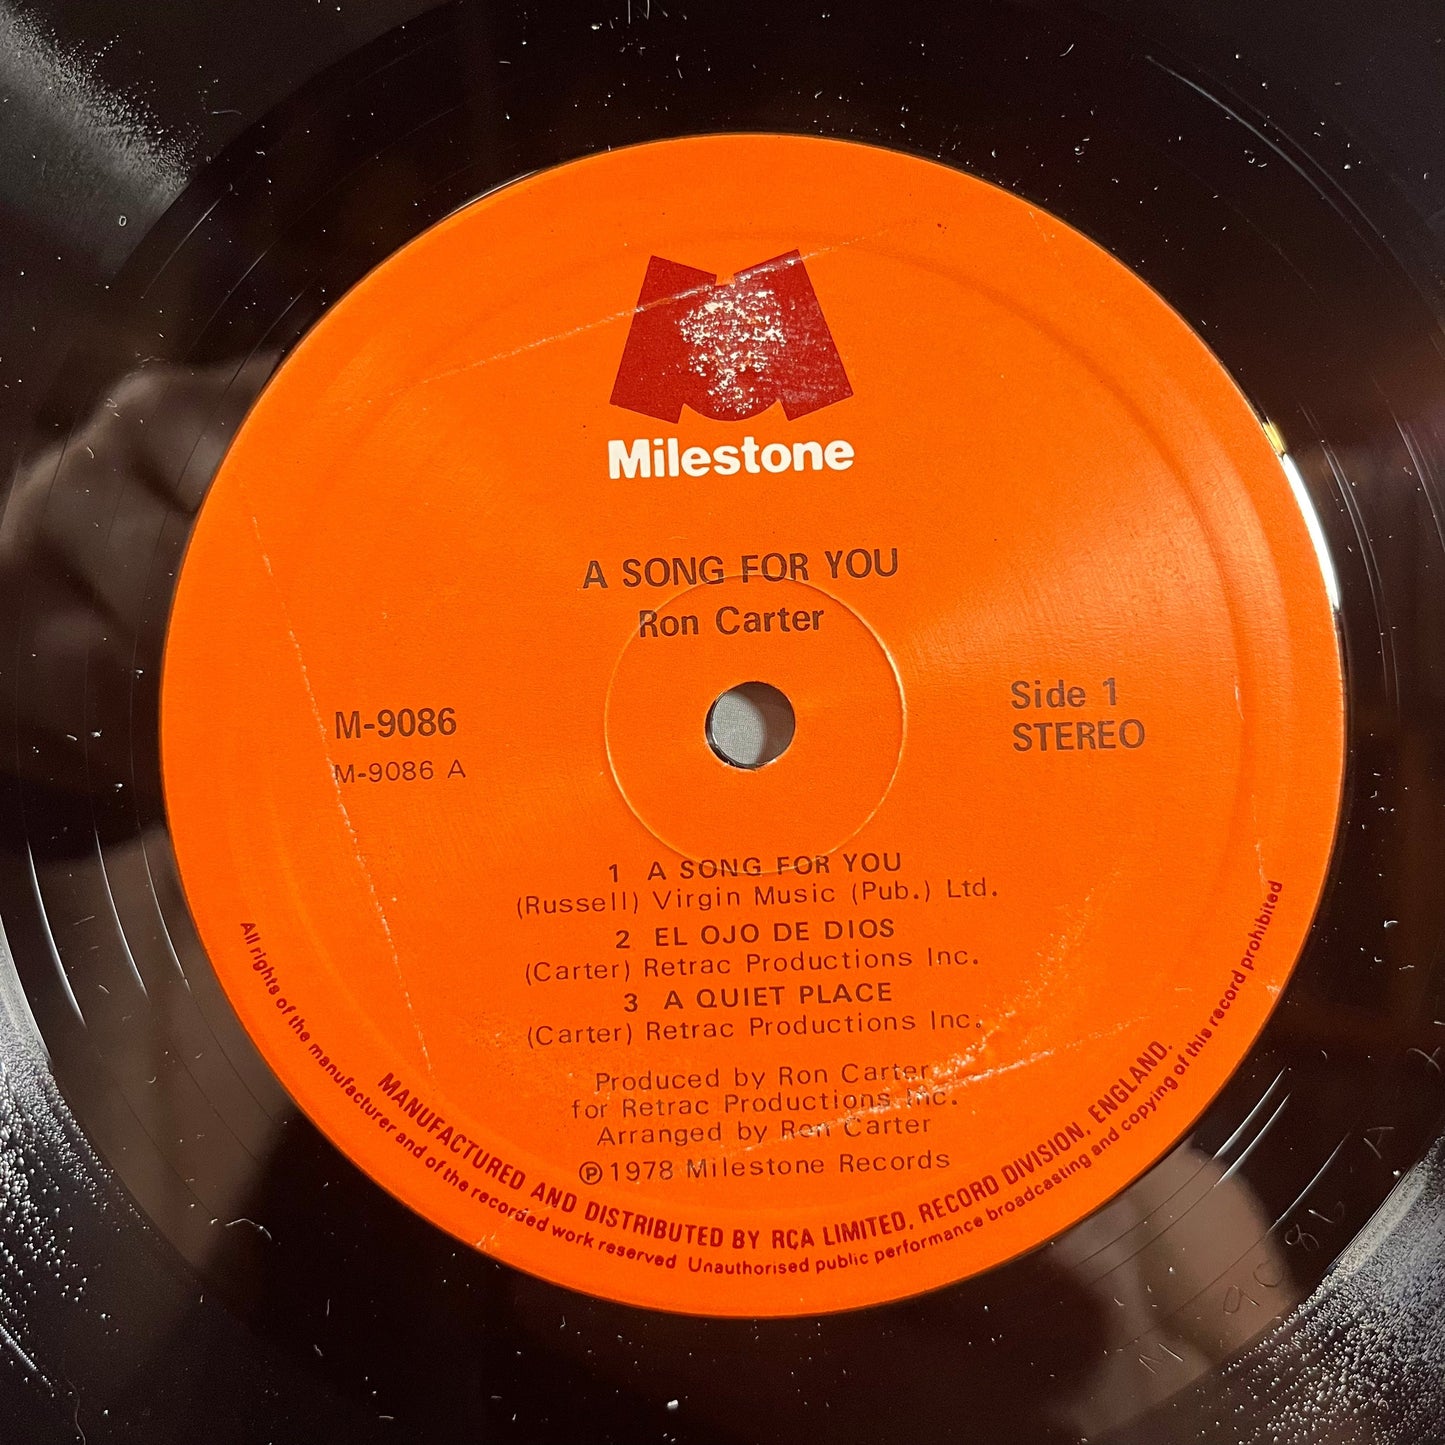 Milestone
A SONG FOR YOU
Ron Carter
M-9086
M-9086 A
Side 1
STEREO
1 A SONG FOR YOU
(Russell) Virgin Music (Pub.) Ltd.
2 EL OJO DE DIOS
(Carter) Retrac Productions Inc.
3 A QUIET PLACE
(Carter) Retrac Productions Inc.
Produced by Ron Carter
for Retrac Productions Inc.
Arranged by Ron Carter
℗1978 Milestone Records
MANUFACTURED AND DISTRIBUTED BY RCA LIMITED, RECORD DIVISION, ENGLAND.
All rights of the manufacturer and of the recorded work reserved Unauthorised public performance broadcasting and copying of this record prohibited
M 9086 A